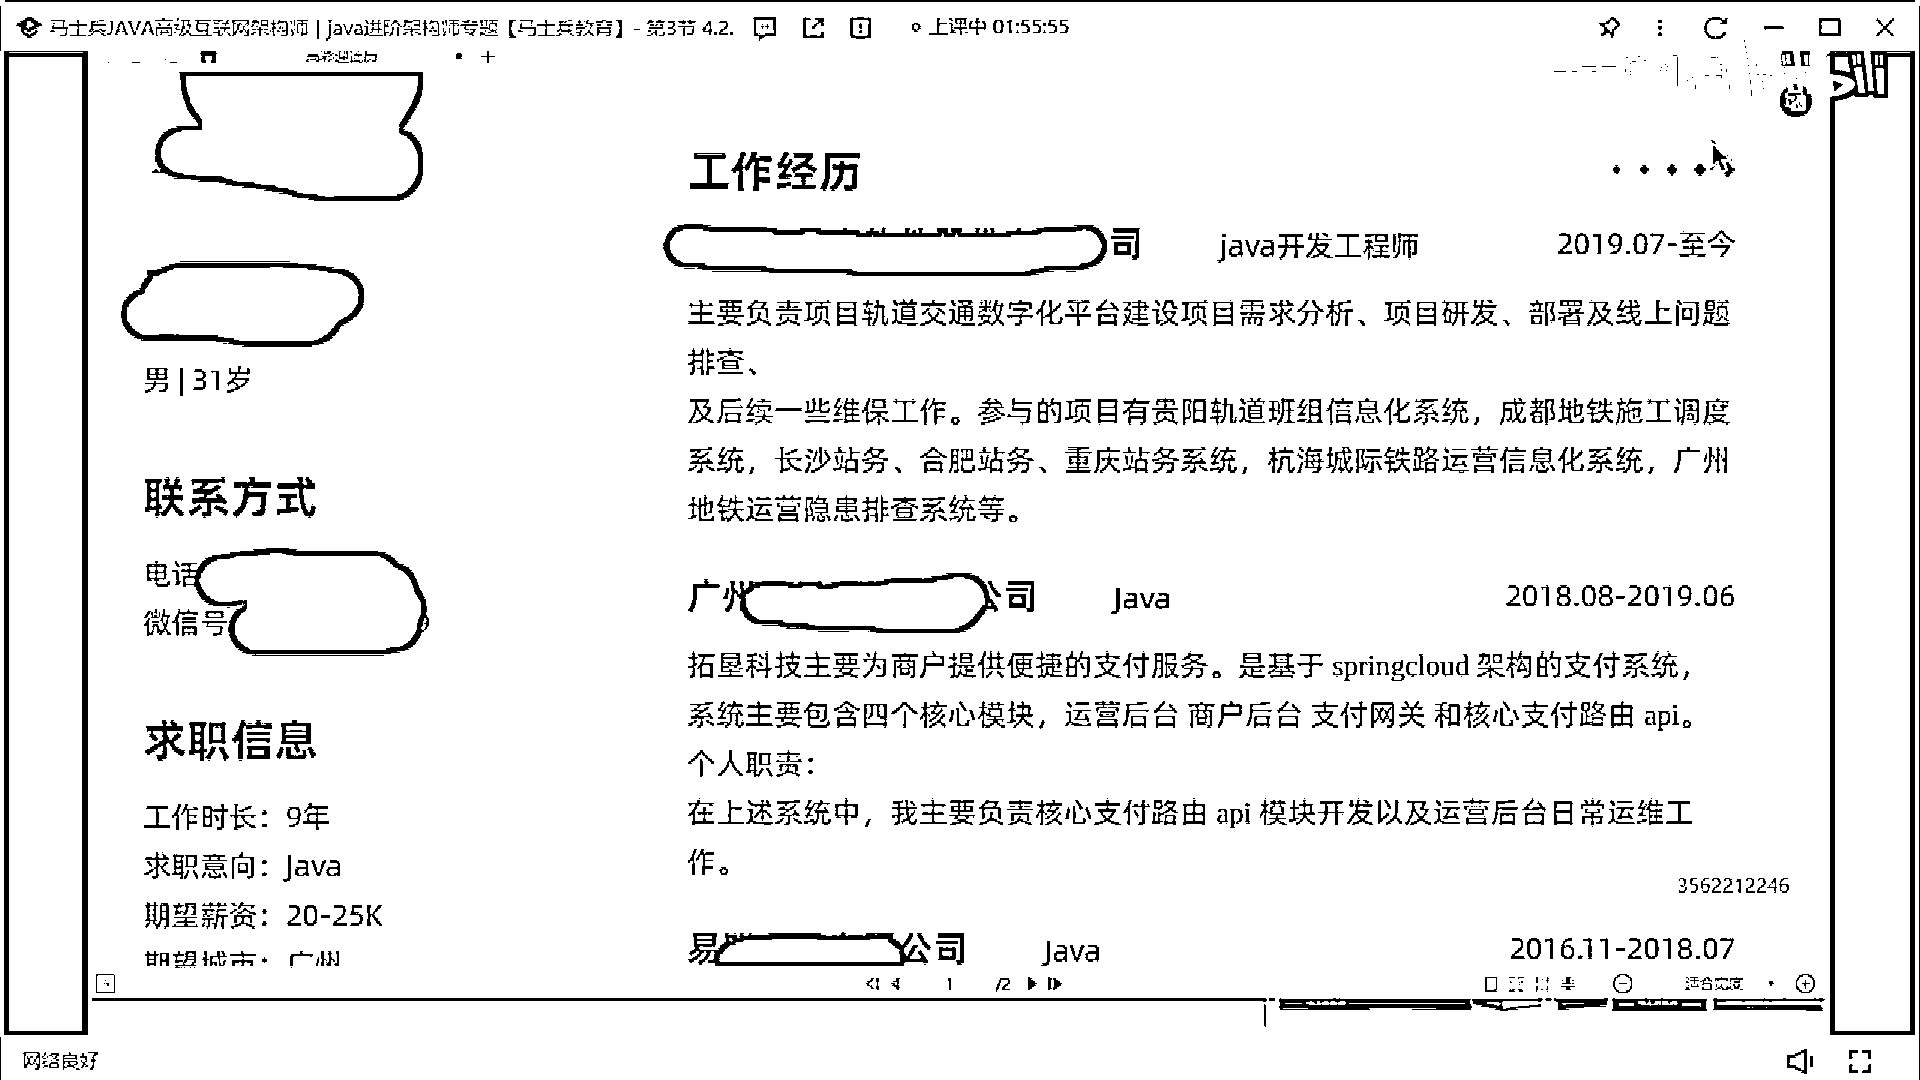 马士兵JAVA高级互联网架构师 | java进阶架构师专题【马士兵教育】- 第3节 4.2.
上课中 01:55:55
男 | 31岁
联系方式
电话
微信号
求职信息
工作时长：9年
求职意向：Java
期望薪资：20-25K
期望城市：广州
工作经历
司 java开发工程师 2019.07-至今
主要负责项目轨道交通数字化平台建设项目需求分析、项目研发、部署及线上问题
排查、
及后续一些维保工作。参与的项目有贵阳轨道班组信息化系统，成都地铁施工调度
系统，长沙站务、合肥站务、重庆站务系统，杭海城际铁路运营信息化系统，广州
地铁运营隐患排查系统等。
广州 公司 Java 2018.08-2019.06
拓垦科技主要为商户提供便捷的支付服务。是基于 springcloud 架构的支付系统，
系统主要包含四个核心模块，运营后台 商户后台 支付网关 和核心支付路由 api。
个人职责：
在上述系统中，我主要负责核心支付路由 api 模块开发以及运营后台日常运维工
作。
3562212246
易 公司 Java 2016.11-2018.07
1 /2
适合宽度
网络良好